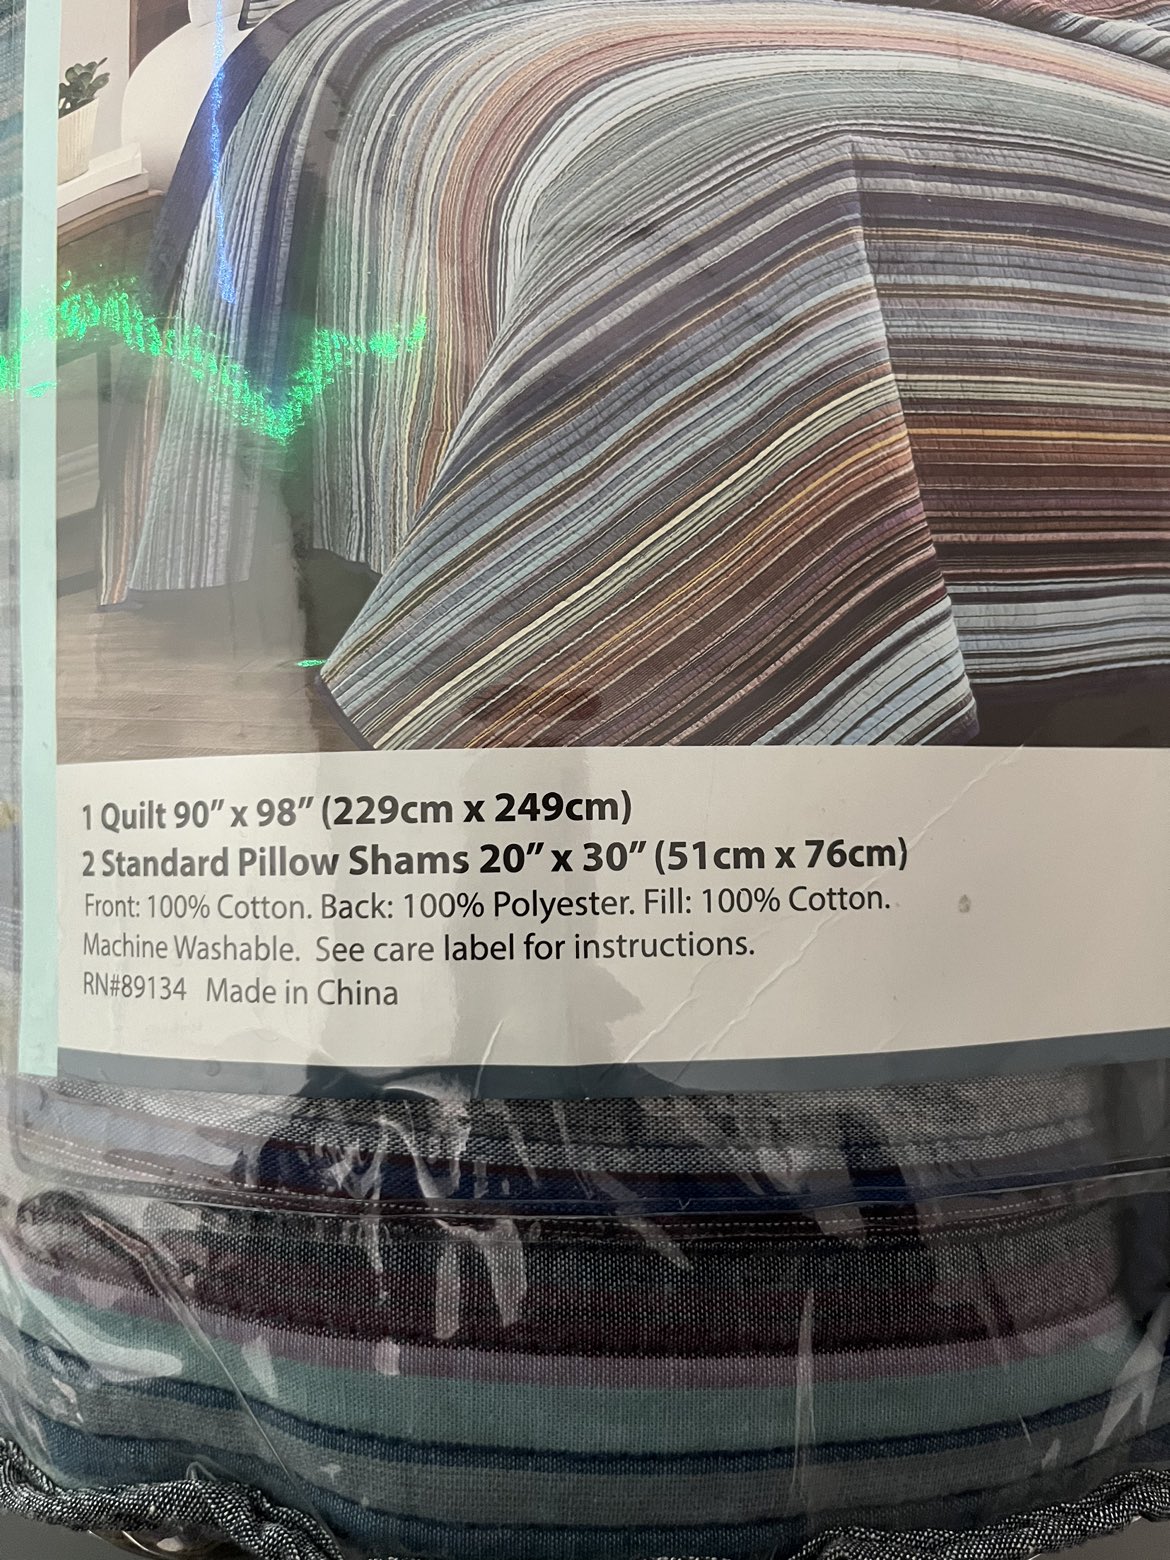 1 Quilt 90” x 98” (229cm x 249cm)
2 Standard Pillow Shams 20” x 30” (51cm x 76cm)
Front: 100% Cotton. Back: 100% Polyester. Fill: 100% Cotton.
Machine Washable. See care label for instructions.
RN#89134 Made in China